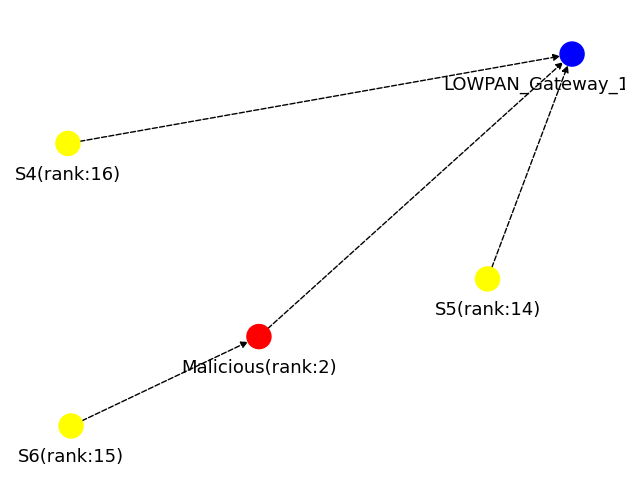 LOWPAN_Gateway_1
S4(rank:16)
S5(rank:14)
Malicious(rank:2)
S6(rank:15)